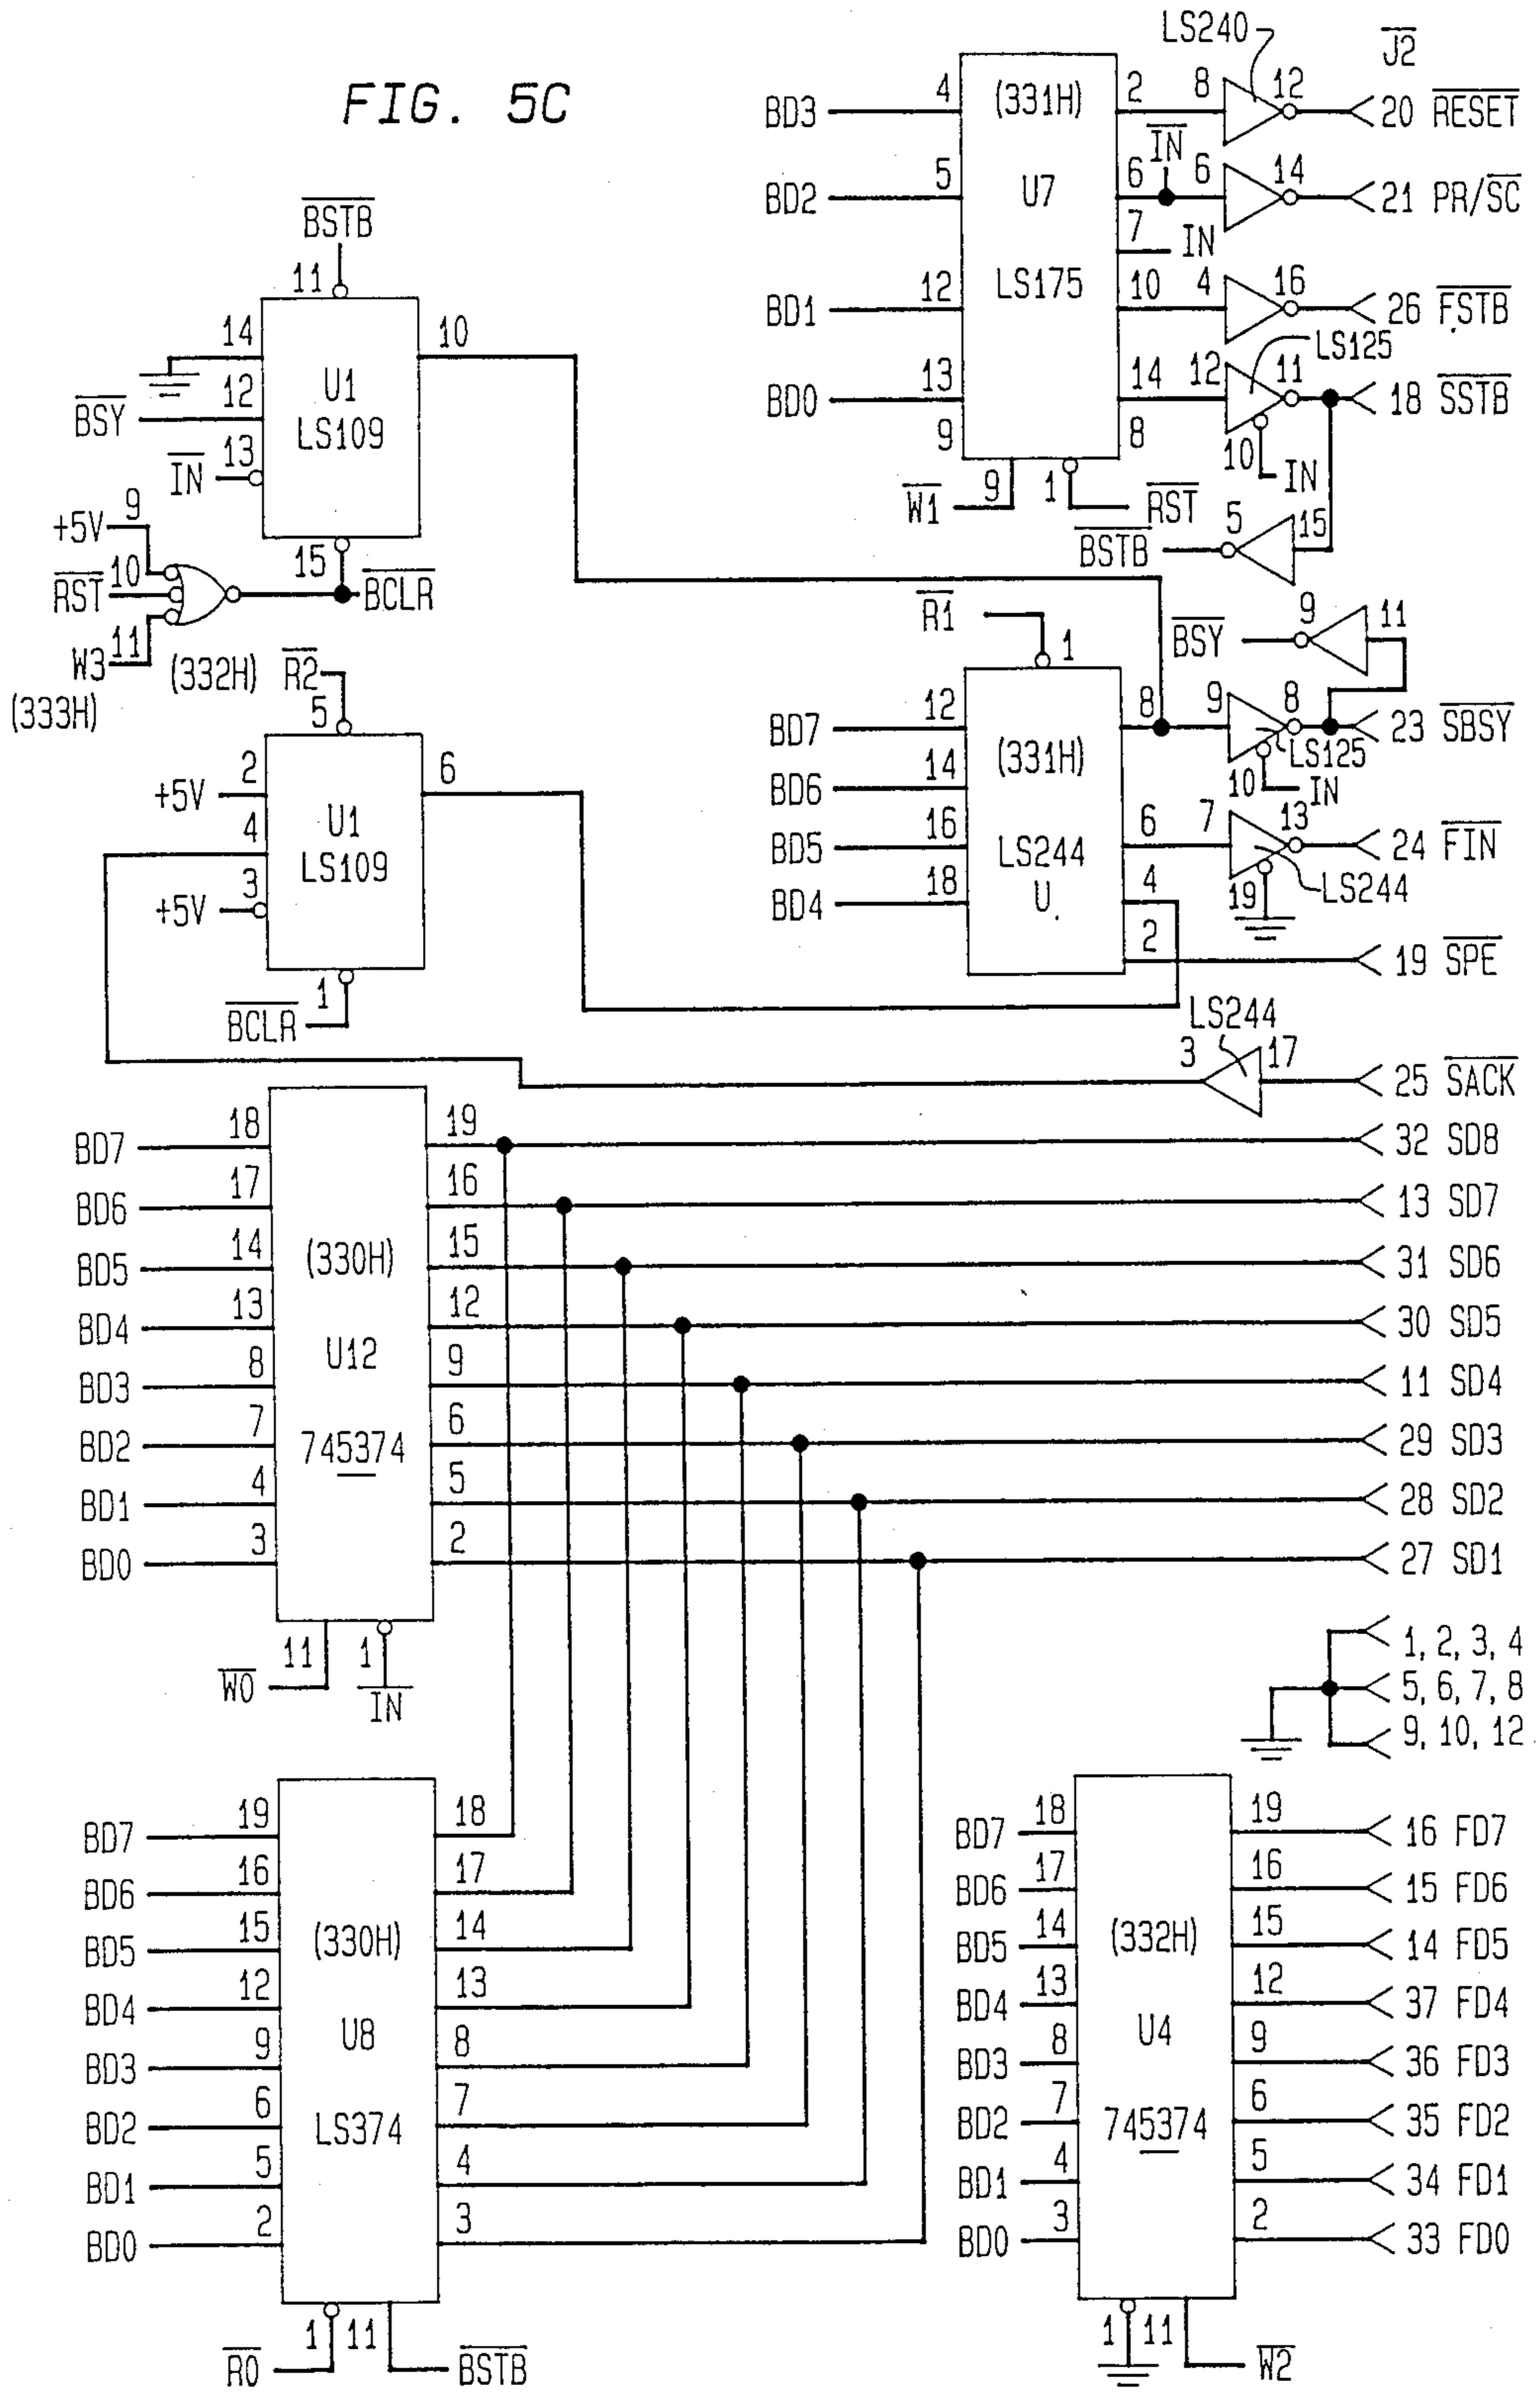 FIG. 5C
LS240
J2
BD3 4 (331H) 2 8 12 20 RESET
IN
BD2 5 U7 6 6 14 21 PR/SC
7 IN
LS175
BD1 12 10 4 16 26 FSTB
LS125
BD0 13 14 12 11 18 SSTB
9 8 10 IN
W1 9 1 RST
BSTB 5 15
BSTB
11
14 10
U1
BSY 12 LS109
IN 13
+5V 9
RST 10 15 BCLR
W3 11
(333H)
(332H) R2
5
2 6
+5V
4 U1
LS109
+5V 3
1
BCLR
R1 1
BSY 9 11
BD7 12 8 9 8 23 SBSY
(331H) LS125
BD6 14 10 IN
BD5 16 LS244 6 7 13 24 FIN
BD4 18 U. 4 19 LS244
2 19 SPE
LS244
3 17 25 SACK
BD7 18 19 32 SD8
BD6 17 16 13 SD7
BD5 14 (330H) 15 31 SD6
BD4 13 12 30 SD5
U12
BD3 8 9 11 SD4
BD2 7 745374 6 29 SD3
BD1 4 5 28 SD2
BD0 3 2 27 SD1
W0 11 1 IN
1, 2, 3, 4
5, 6, 7, 8
9, 10, 12
BD7 19 18
BD6 16 17
BD5 15 (330H) 14
BD4 12 13
U8
BD3 9 8
BD2 6 LS374 7
BD1 5 4
BD0 2 3
R0 1 11 BSTB
BD7 18 19 16 FD7
BD6 17 16 15 FD6
BD5 14 (332H) 15 14 FD5
BD4 13 12 37 FD4
U4
BD3 8 9 36 FD3
BD2 7 745374 6 35 FD2
BD1 4 5 34 FD1
BD0 3 2 33 FD0
1 11 W2